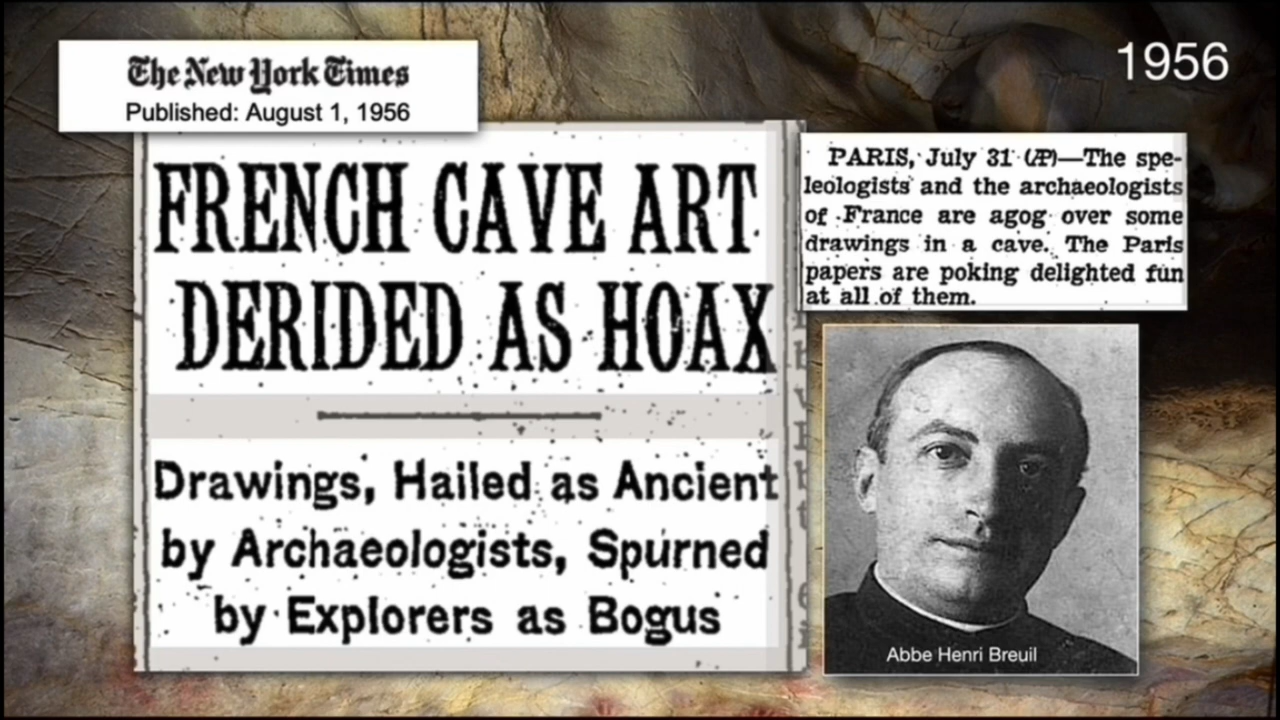 The New York Times
Published: August 1, 1956
1956
FRENCH CAVE ART
DERIDED AS HOAX
Drawings, Hailed as Ancient
by Archaeologists, Spurned
by Explorers as Bogus
PARIS, July 31 (AP)—The spe-
leologists and the archaeologists
of France are agog over some
drawings in a cave. The Paris
papers are poking delighted fun
at all of them.
Abbe Henri Breuil